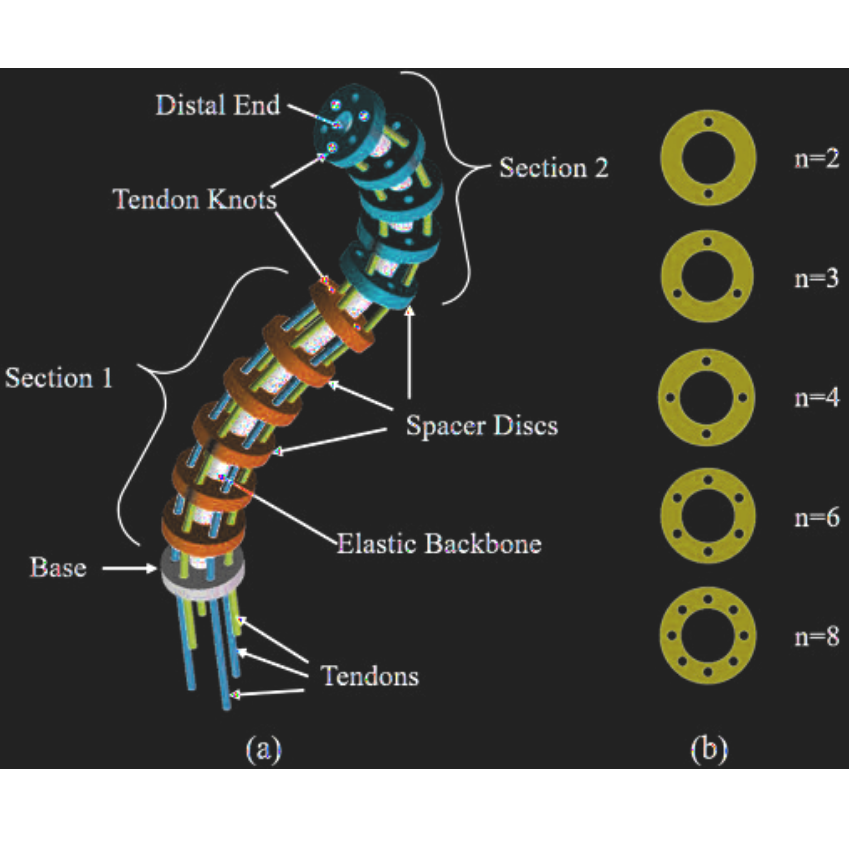 Distal End
Tendon Knots
Section 2
Section 1
Spacer Discs
Elastic Backbone
Base
Tendons
(a)
n=2
n=3
n=4
n=6
n=8
(b)